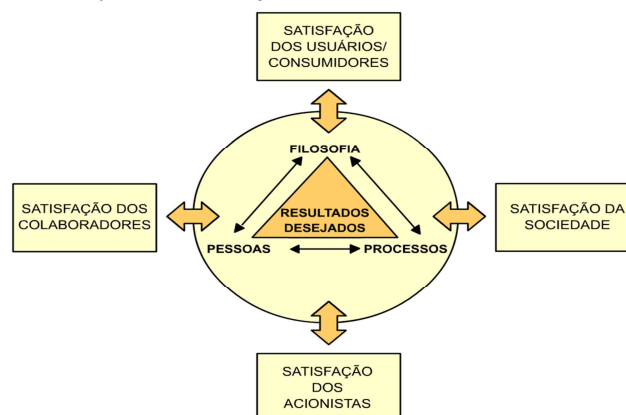 SATISFAÇÃO
DOS USUÁRIOS/
CONSUMIDORES
FILOSOFIA
SATISFAÇÃO DOS
COLABORADORES
RESULTADOS
DESEJADOS
PESSOAS
PROCESSOS
SATISFAÇÃO DA
SOCIEDADE
SATISFAÇÃO
DOS
ACIONISTAS